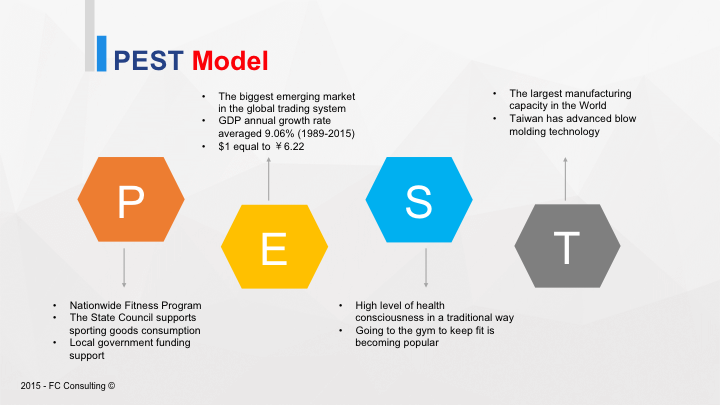 PEST Model
• The biggest emerging market
in the global trading system
• GDP annual growth rate
averaged 9.06% (1989-2015)
• $1 equal to ￥6.22
• The largest manufacturing
capacity in the World
• Taiwan has advanced blow
molding technology
P
E
S
T
• Nationwide Fitness Program
• The State Council supports
sporting goods consumption
• Local government funding
support
• High level of health
consciousness in a traditional way
• Going to the gym to keep fit is
becoming popular
2015 - FC Consulting ©